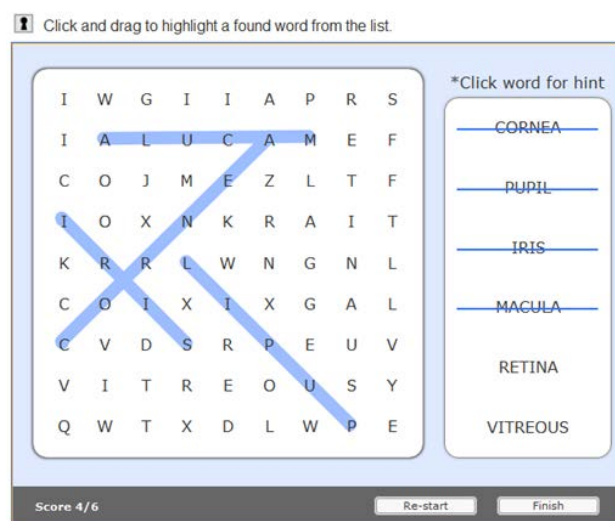 Click and drag to highlight a found word from the list.
*Click word for hint
I W G I I A P R S
I A L U C A M E F
C O J M E Z L T F
I O X N K R A I T
K R R L W N G N L
C O I X I X G A L
C V D S R P E U V
V I T R E O U S Y
Q W T X D L W P E
CORNEA
PUPIL
IRIS
MACULA
RETINA
VITREOUS
Score 4/6
Re-start
Finish